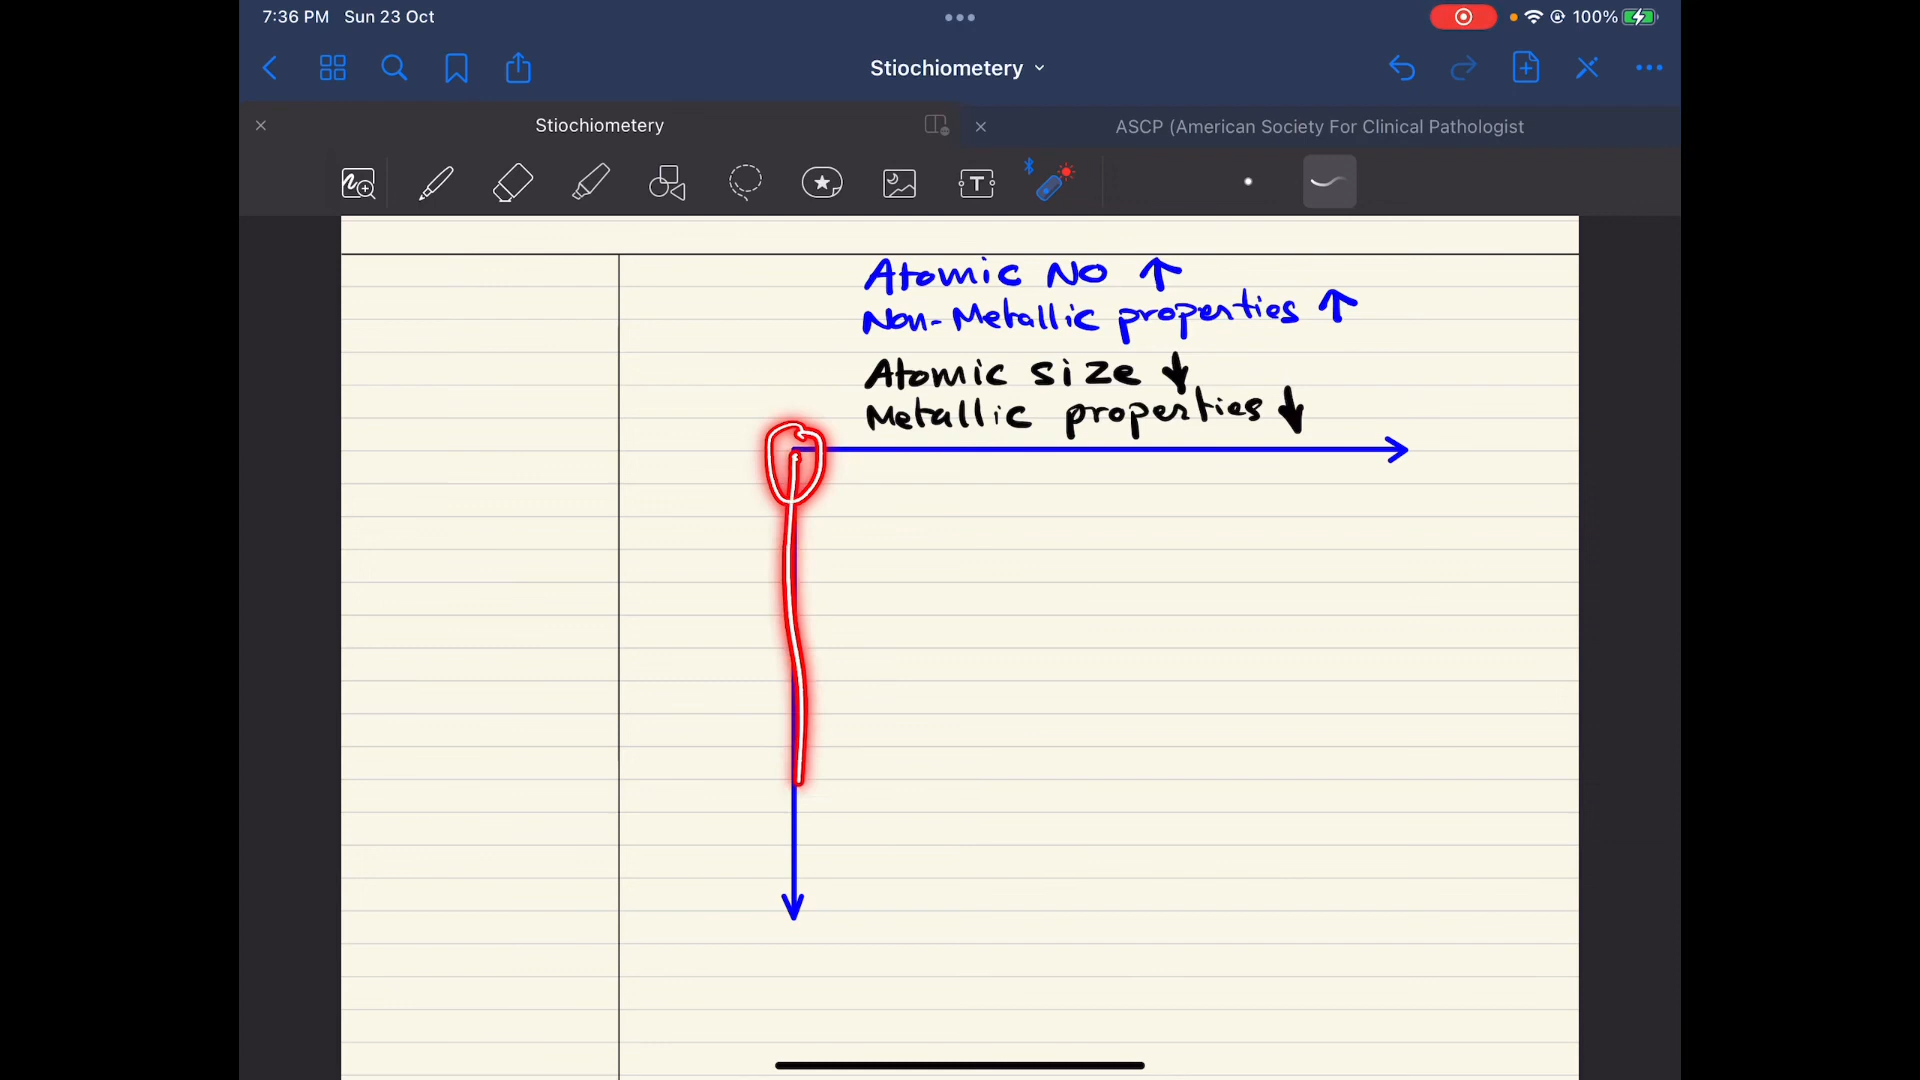 7:36 PM Sun 23 Oct
100%
Stiochiometery
Stiochiometery
ASCP (American Society For Clinical Pathologist
T
Atomic NO ↑
Non-Metallic properties ↑
Atomic size ↓
Metallic properties ↓